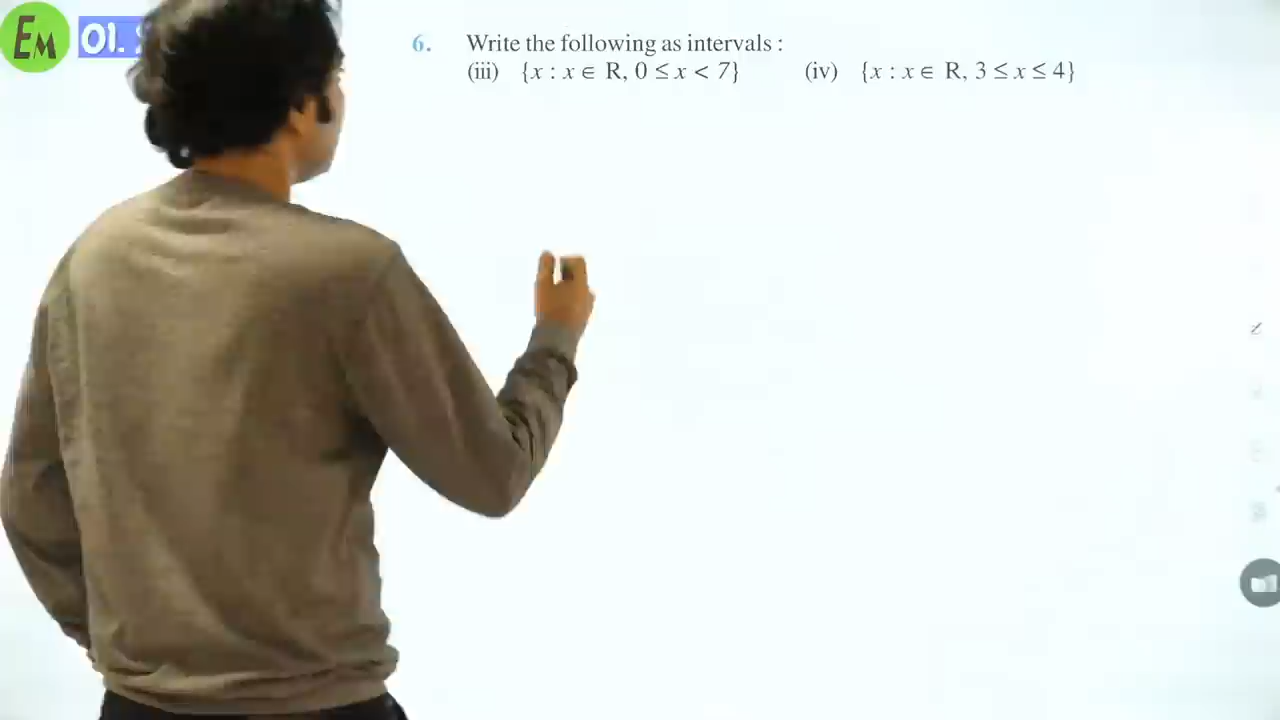 EM
01.
6. Write the following as intervals :
(iii) {x : x ∈ R, 0 ≤ x < 7} (iv) {x : x ∈ R, 3 ≤ x ≤ 4}